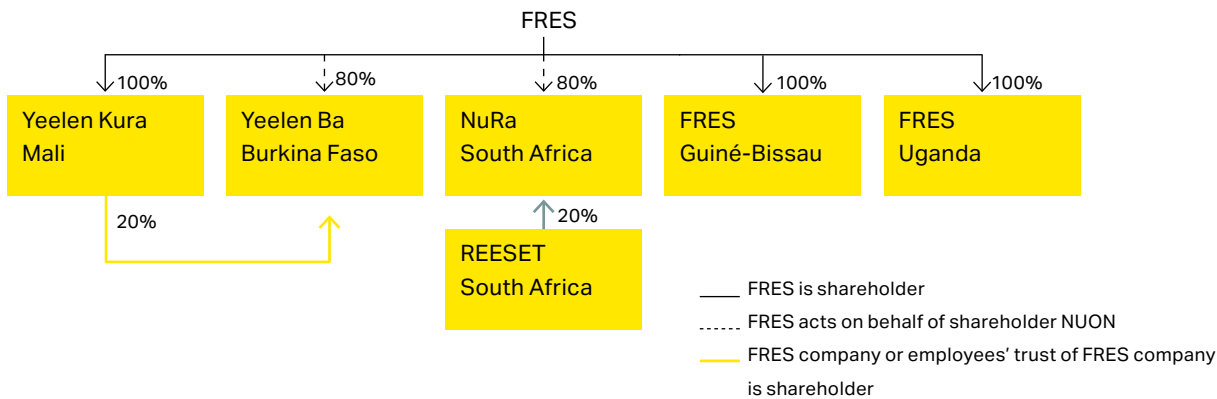 FRES
100%
80%
80%
100%
100%
Yeelen Kura
Mali
Yeelen Ba
Burkina Faso
NuRa
South Africa
FRES
Guiné-Bissau
FRES
Uganda
20%
20%
REESET
South Africa
FRES is shareholder
FRES acts on behalf of shareholder NUON
FRES company or employees’ trust of FRES company
is shareholder